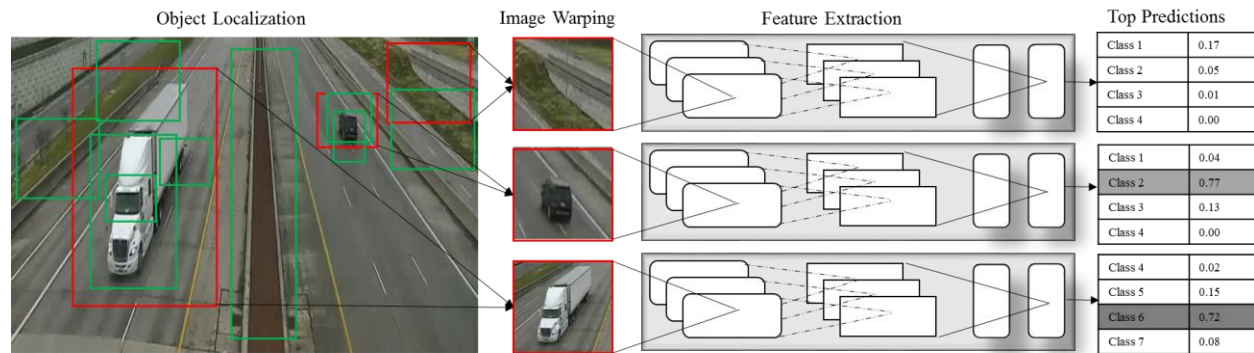 Object Localization
Image Warping
Feature Extraction
Top Predictions
Class 1 0.17
Class 2 0.05
Class 3 0.01
Class 4 0.00
Class 1 0.04
Class 2 0.77
Class 3 0.13
Class 4 0.00
Class 4 0.02
Class 5 0.15
Class 6 0.72
Class 7 0.08